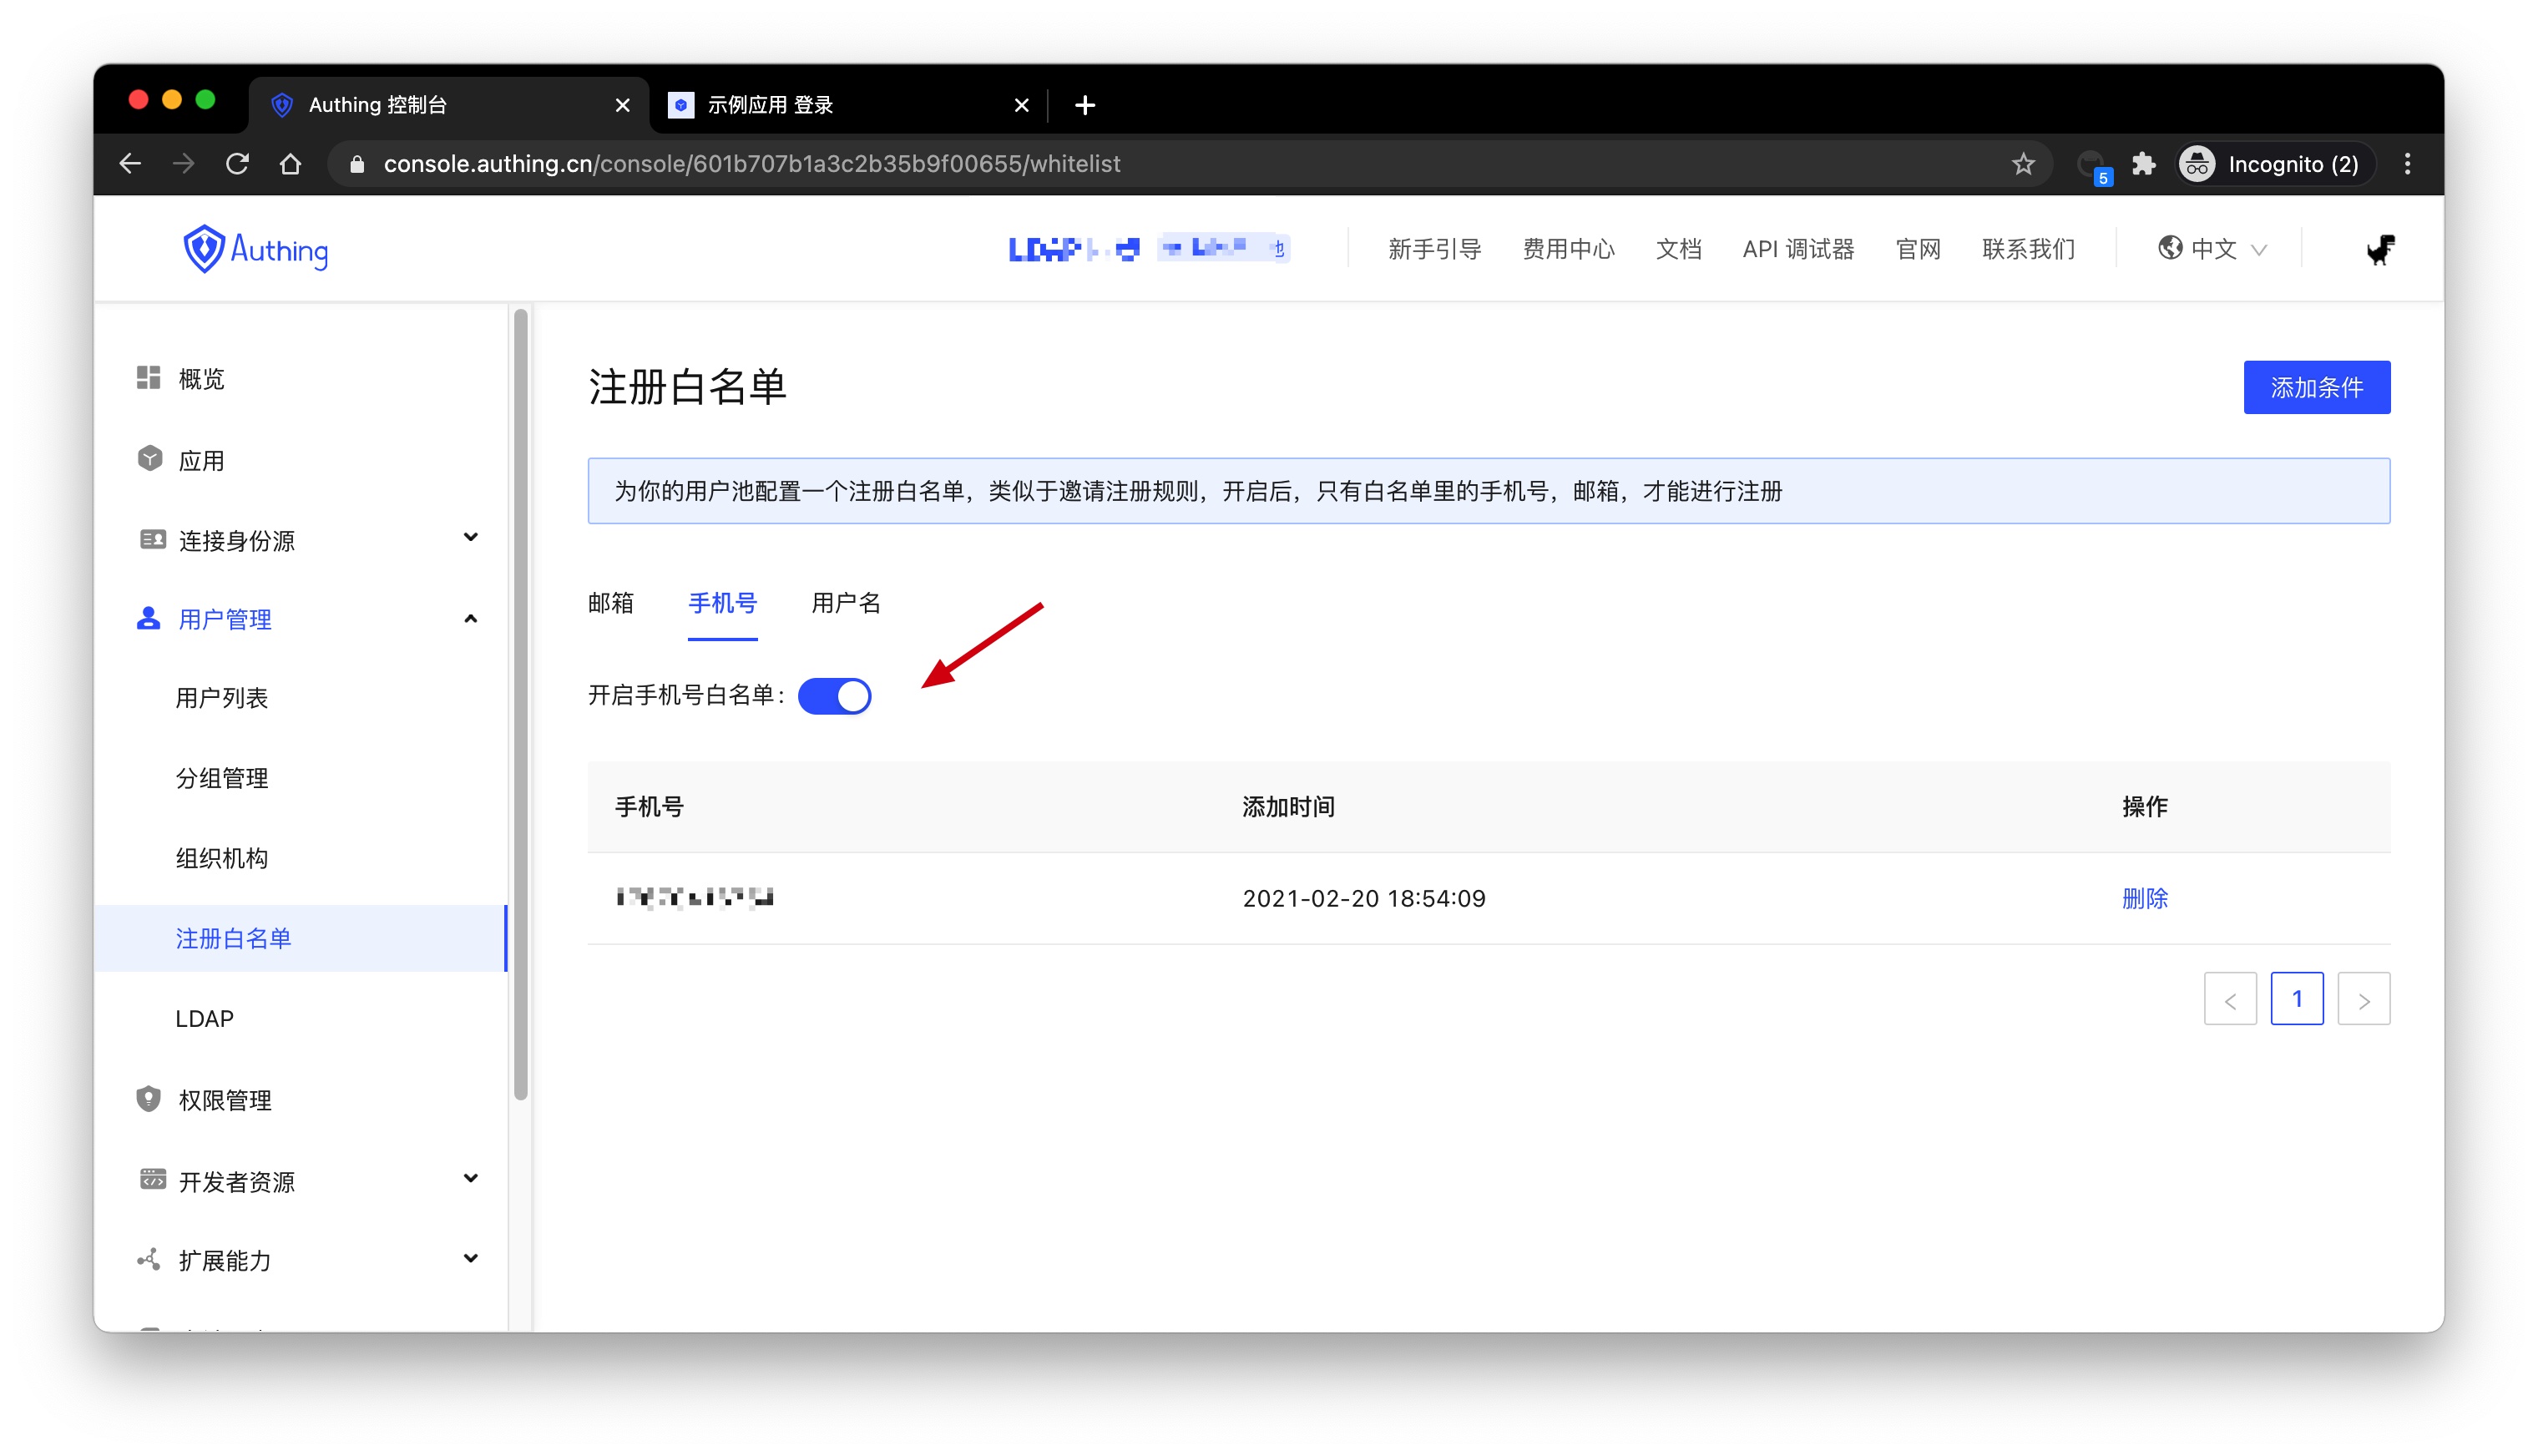 Authing 控制台
示例应用 登录
console.authing.cn/console/601b707b1a3c2b35b9f00655/whitelist
5
Incognito (2)
Authing
新手引导
费用中心
文档
API 调试器
官网
联系我们
中文
概览
应用
连接身份源
用户管理
用户列表
分组管理
组织机构
注册白名单
LDAP
权限管理
开发者资源
扩展能力
注册白名单
添加条件
为你的用户池配置一个注册白名单，类似于邀请注册规则，开启后，只有白名单里的手机号，邮箱，才能进行注册
邮箱 手机号 用户名
开启手机号白名单：
手机号 添加时间 操作
2021-02-20 18:54:09 删除
< 1 >